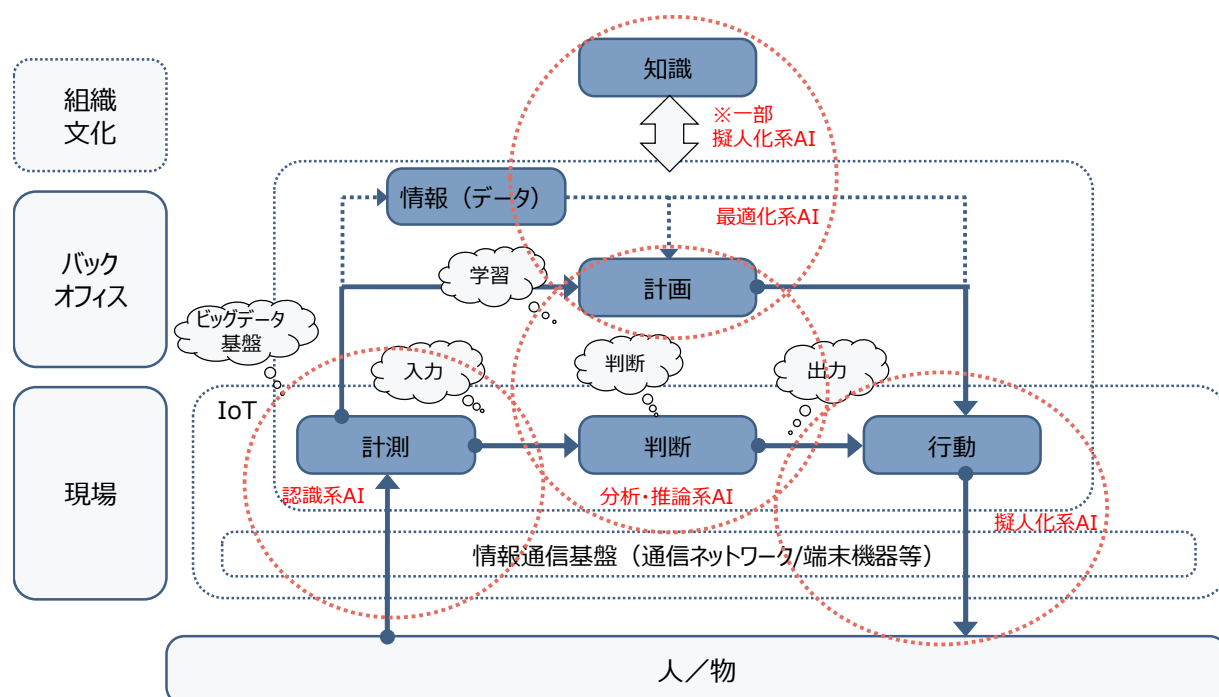 知識
組織
文化
※一部
擬人化系AI
情報（データ）
最適化系AI
バック
オフィス
学習
計画
ビッグデータ
基盤
入力
判断
出力
IoT
計測
判断
行動
現場
認識系AI
分析・推論系AI
擬人化系AI
情報通信基盤（通信ネットワーク/端末機器等）
人／物